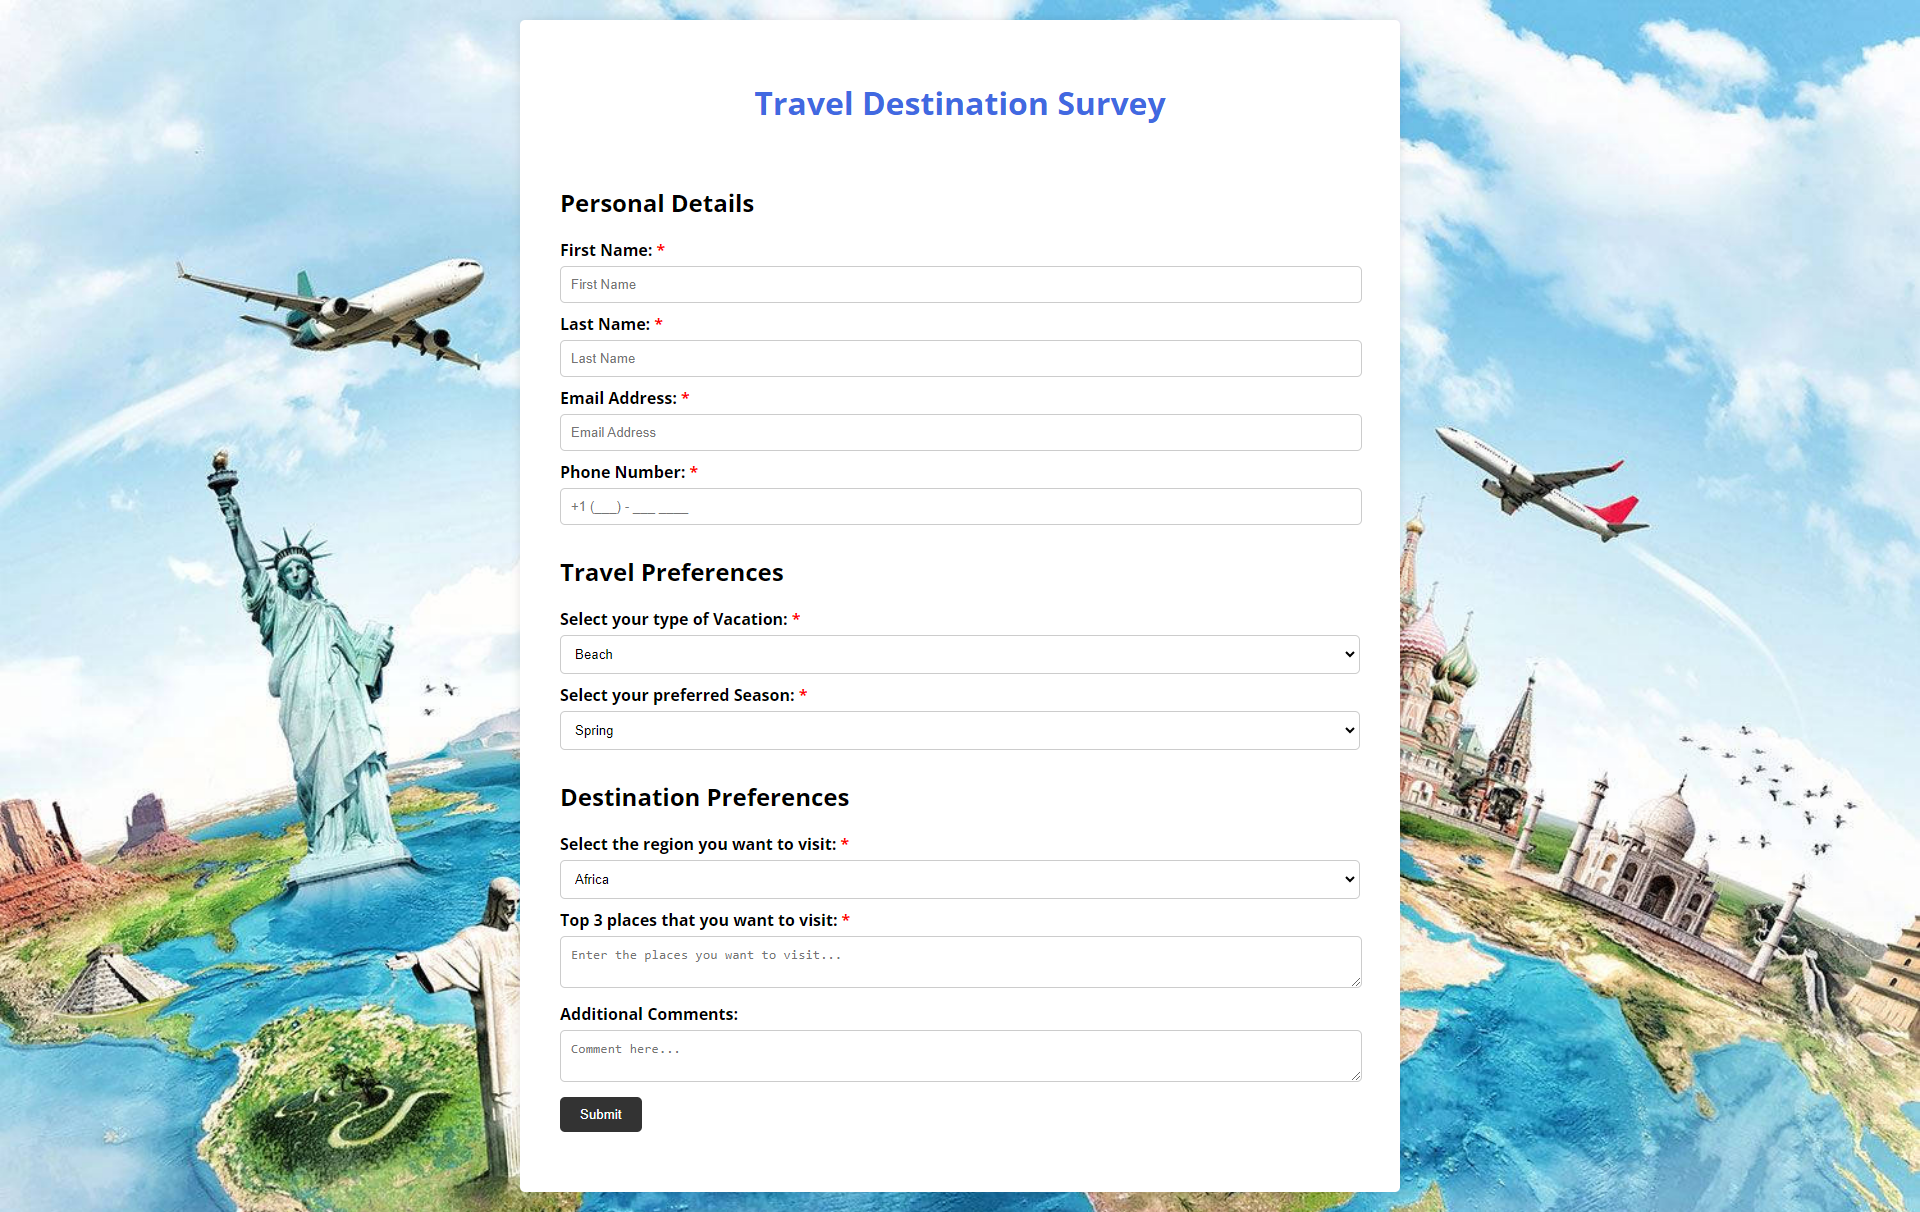 Travel Destination Survey
Personal Details
First Name: *
First Name
Last Name: *
Last Name
Email Address: *
Email Address
Phone Number: *
+1 (___) - ___ ____
Travel Preferences
Select your type of Vacation: *
Beach
Select your preferred Season: *
Spring
Destination Preferences
Select the region you want to visit: *
Africa
Top 3 places that you want to visit: *
Enter the places you want to visit...
Additional Comments:
Comment here...
Submit